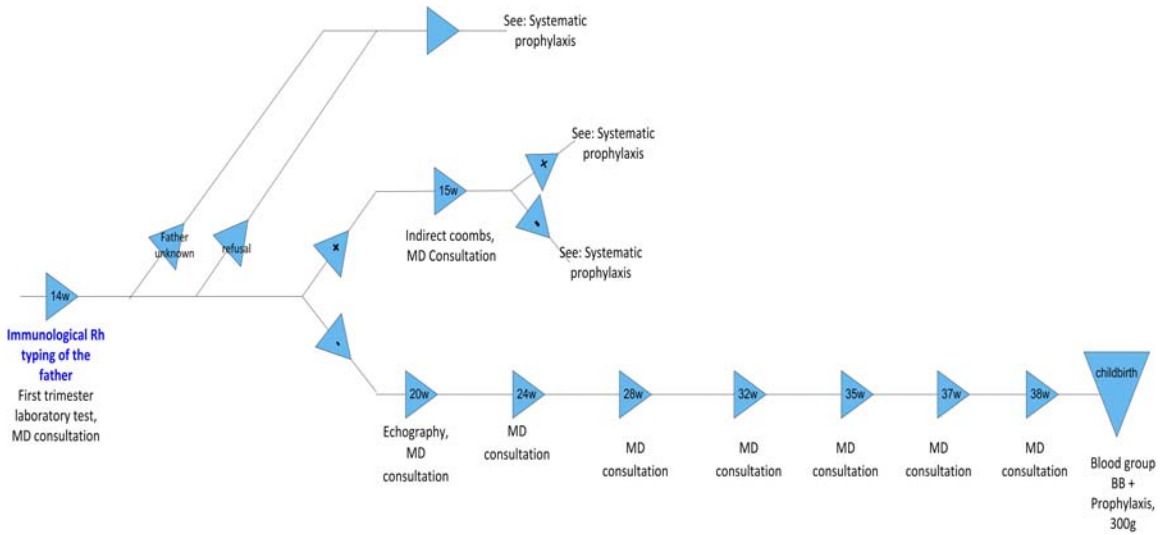 See: Systematic
prophylaxis
See: Systematic
prophylaxis
+
15w
-
Indirect coombs,
MD Consultation
See: Systematic
prophylaxis
Father
unknown
refusal
+
14w
Immunological Rh
typing of the
father
First trimester
laboratory test,
MD consultation
-
20w
24w
28w
32w
35w
37w
38w
childbirth
Echography,
MD
consultation
MD
consultation
MD
consultation
MD
consultation
MD
consultation
MD
consultation
MD
consultation
Blood group
BB +
Prophylaxis,
300g